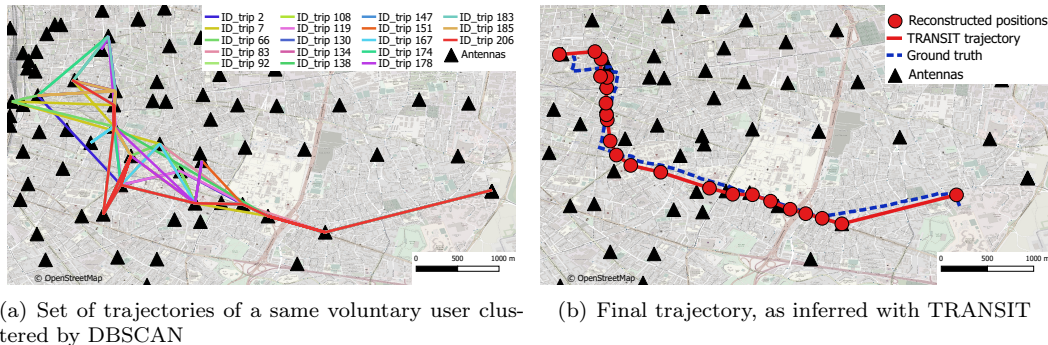 ID_trip 2
ID_trip 7
ID_trip 66
ID_trip 83
ID_trip 92
ID_trip 108
ID_trip 119
ID_trip 130
ID_trip 134
ID_trip 138
ID_trip 147
ID_trip 151
ID_trip 167
ID_trip 174
ID_trip 178
ID_trip 183
ID_trip 185
ID_trip 206
Antennas
© OpenStreetMap
0 500 1000 m
Reconstructed positions
TRANSIT trajectory
Ground truth
Antennas
© OpenStreetMap
0 500 1000 m
(a) Set of trajectories of a same voluntary user clus-
tered by DBSCAN
(b) Final trajectory, as inferred with TRANSIT